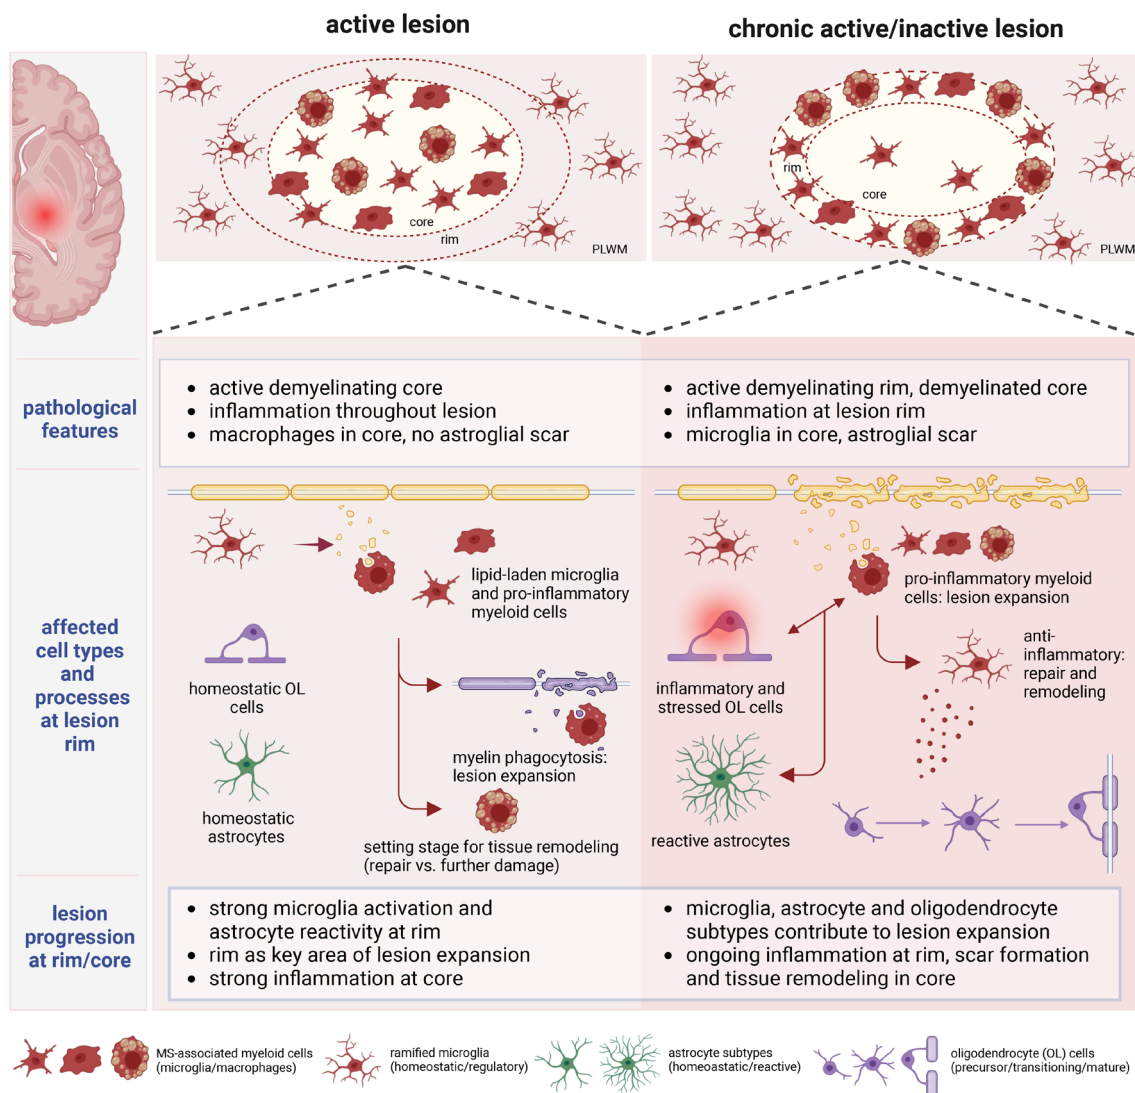 active lesion
chronic active/inactive lesion
core
rim
PLWM
rim
core
PLWM
pathological
features
• active demyelinating core
• inflammation throughout lesion
• macrophages in core, no astroglial scar
• active demyelinating rim, demyelinated core
• inflammation at lesion rim
• microglia in core, astroglial scar
affected
cell types
and
processes
at lesion
rim
lipid-laden microglia
and pro-inflammatory
myeloid cells
homeostatic OL
cells
myelin phagocytosis:
lesion expansion
homeostatic
astrocytes
setting stage for tissue remodeling
(repair vs. further damage)
pro-inflammatory myeloid
cells: lesion expansion
anti-
inflammatory:
repair and
remodeling
inflammatory and
stressed OL cells
reactive astrocytes
lesion
progression
at rim/core
• strong microglia activation and
astrocyte reactivity at rim
• rim as key area of lesion expansion
• strong inflammation at core
• microglia, astrocyte and oligodendrocyte
subtypes contribute to lesion expansion
• ongoing inflammation at rim, scar formation
and tissue remodeling in core
MS-associated myeloid cells
(microglia/macrophages)
ramified microglia
(homeostatic/regulatory)
astrocyte subtypes
(homeoastatic/reactive)
oligodendrocyte (OL) cells
(precursor/transitioning/mature)